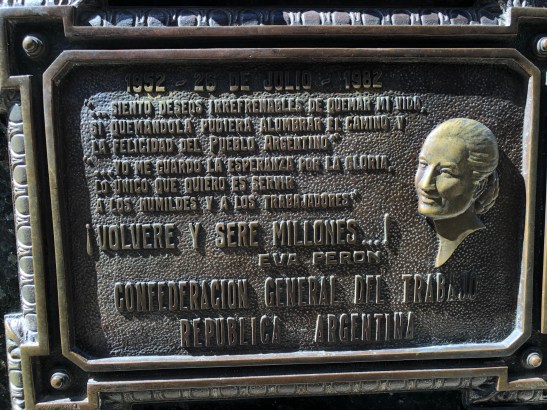 1952 - 26 DE JULIO - 1982
"... SIENTO DESEOS IRREFRENABLES DE QUEMAR MI VIDA,
SI QUEMANDOLA PUDIERA ALUMBRAR EL CAMINO Y
LA FELICIDAD DEL PUEBLO ARGENTINO"
"... YO NO GUARDO LA ESPERANZA POR LA GLORIA,
LO UNICO QUE QUIERO ES SERVIR
A LOS HUMILDES Y A LOS TRABAJADORES"
¡VOLVERE Y SERE MILLONES...!
EVA PERON
CONFEDERACION GENERAL DEL TRABAJO
REPUBLICA ARGENTINA